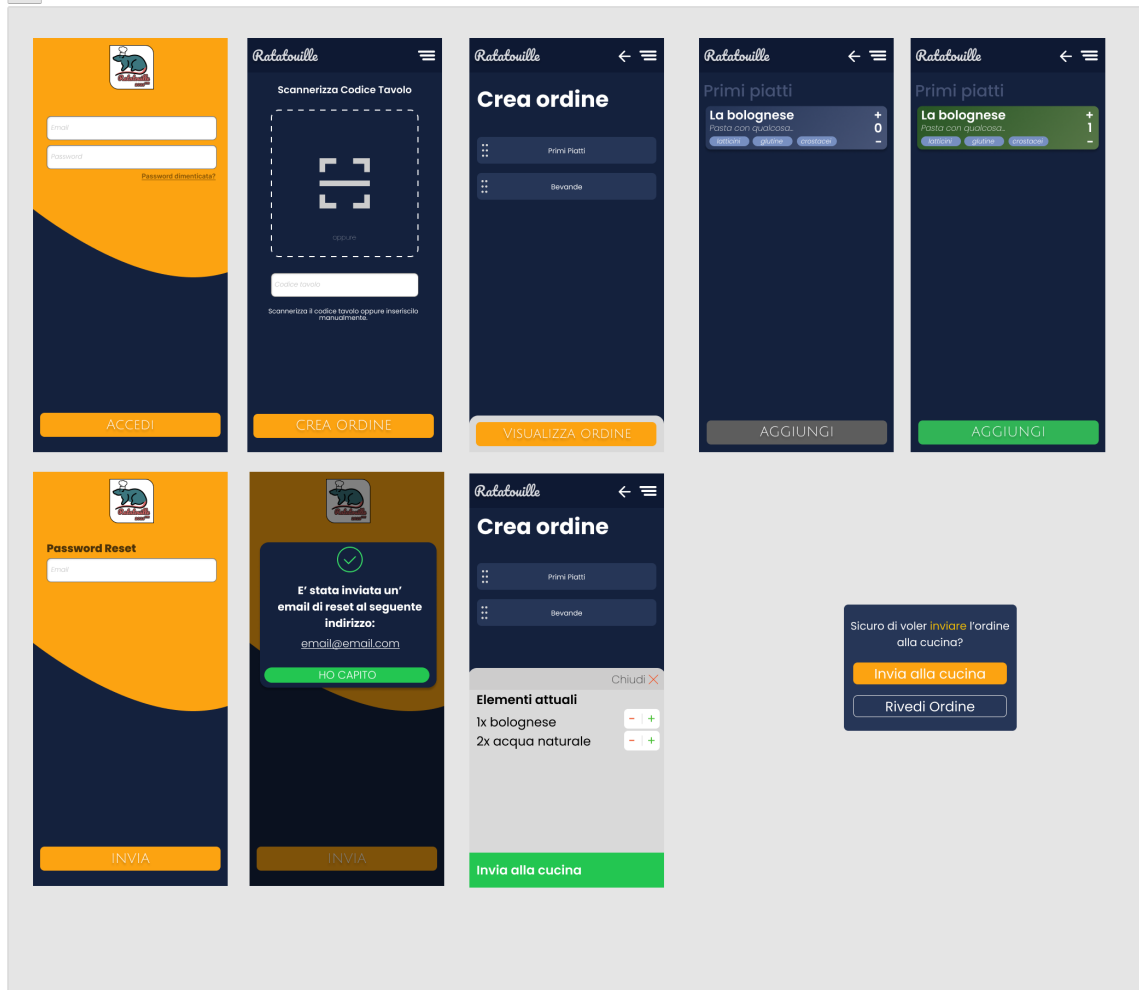 Ratatouille
Email
Password
Password dimenticata?
ACCEDI
Ratatouille
Scannerizza Codice Tavolo
oppure
Codice tavolo
Scannerizza il codice tavolo oppure inseriscilo
manualmente.
CREA ORDINE
Ratatouille
Crea ordine
Primi Piatti
Bevande
VISUALIZZA ORDINE
Ratatouille
Primi piatti
La bolognese
+
Pasta con qualcosa..
0
latticini glutine crostacei
-
AGGIUNGI
Ratatouille
Primi piatti
La bolognese
+
Pasta con qualcosa..
1
latticini glutine crostacei
-
AGGIUNGI
Ratatouille
Password Reset
Email
INVIA
E' stata inviata un'
email di reset al seguente
indirizzo:
email@email.com
HO CAPITO
INVIA
Ratatouille
Crea ordine
Primi Piatti
Bevande
Chiudi
Elementi attuali
1x bolognese - +
2x acqua naturale - +
Invia alla cucina
Sicuro di voler inviare l'ordine
alla cucina?
Invia alla cucina
Rivedi Ordine